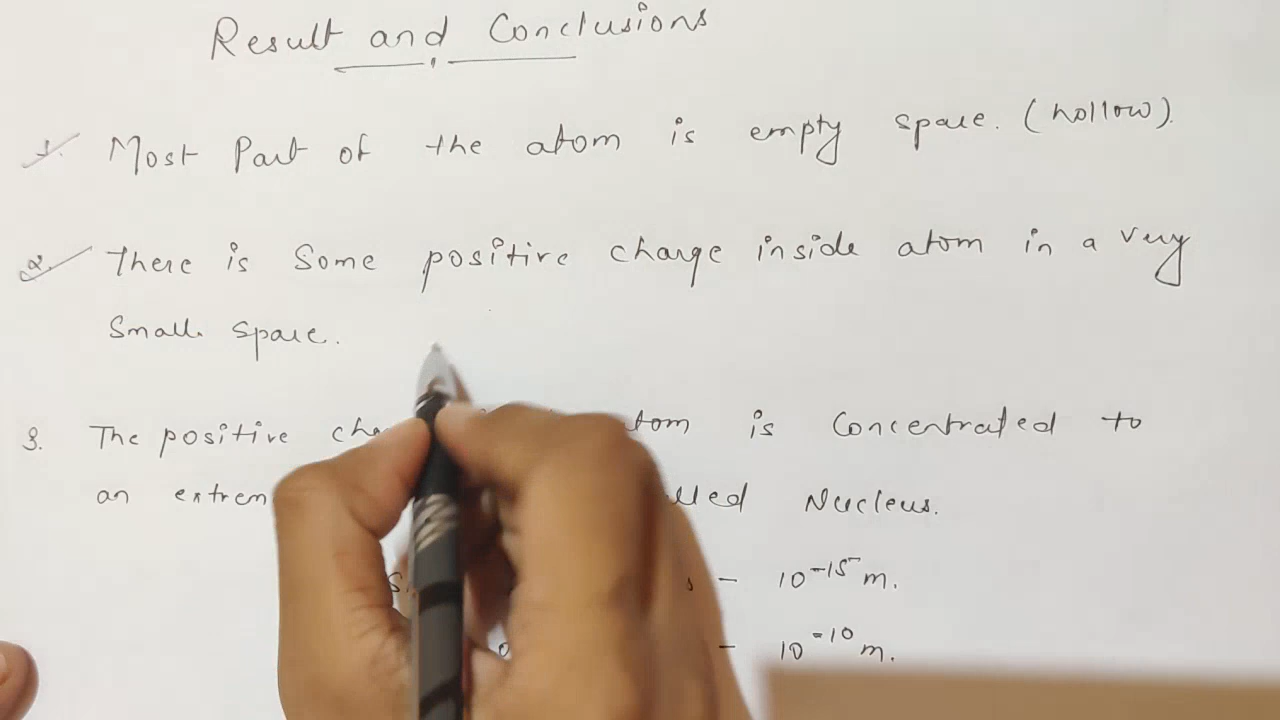 Result and Conclusions
1. Most Part of the atom is empty space. (hollow).
2. There is Some positive charge inside atom in a very
Small space.
3. The positive atom is Concentrated to
an Nucleus.
- 10⁻¹⁵ m.
- 10⁻¹⁰ m.